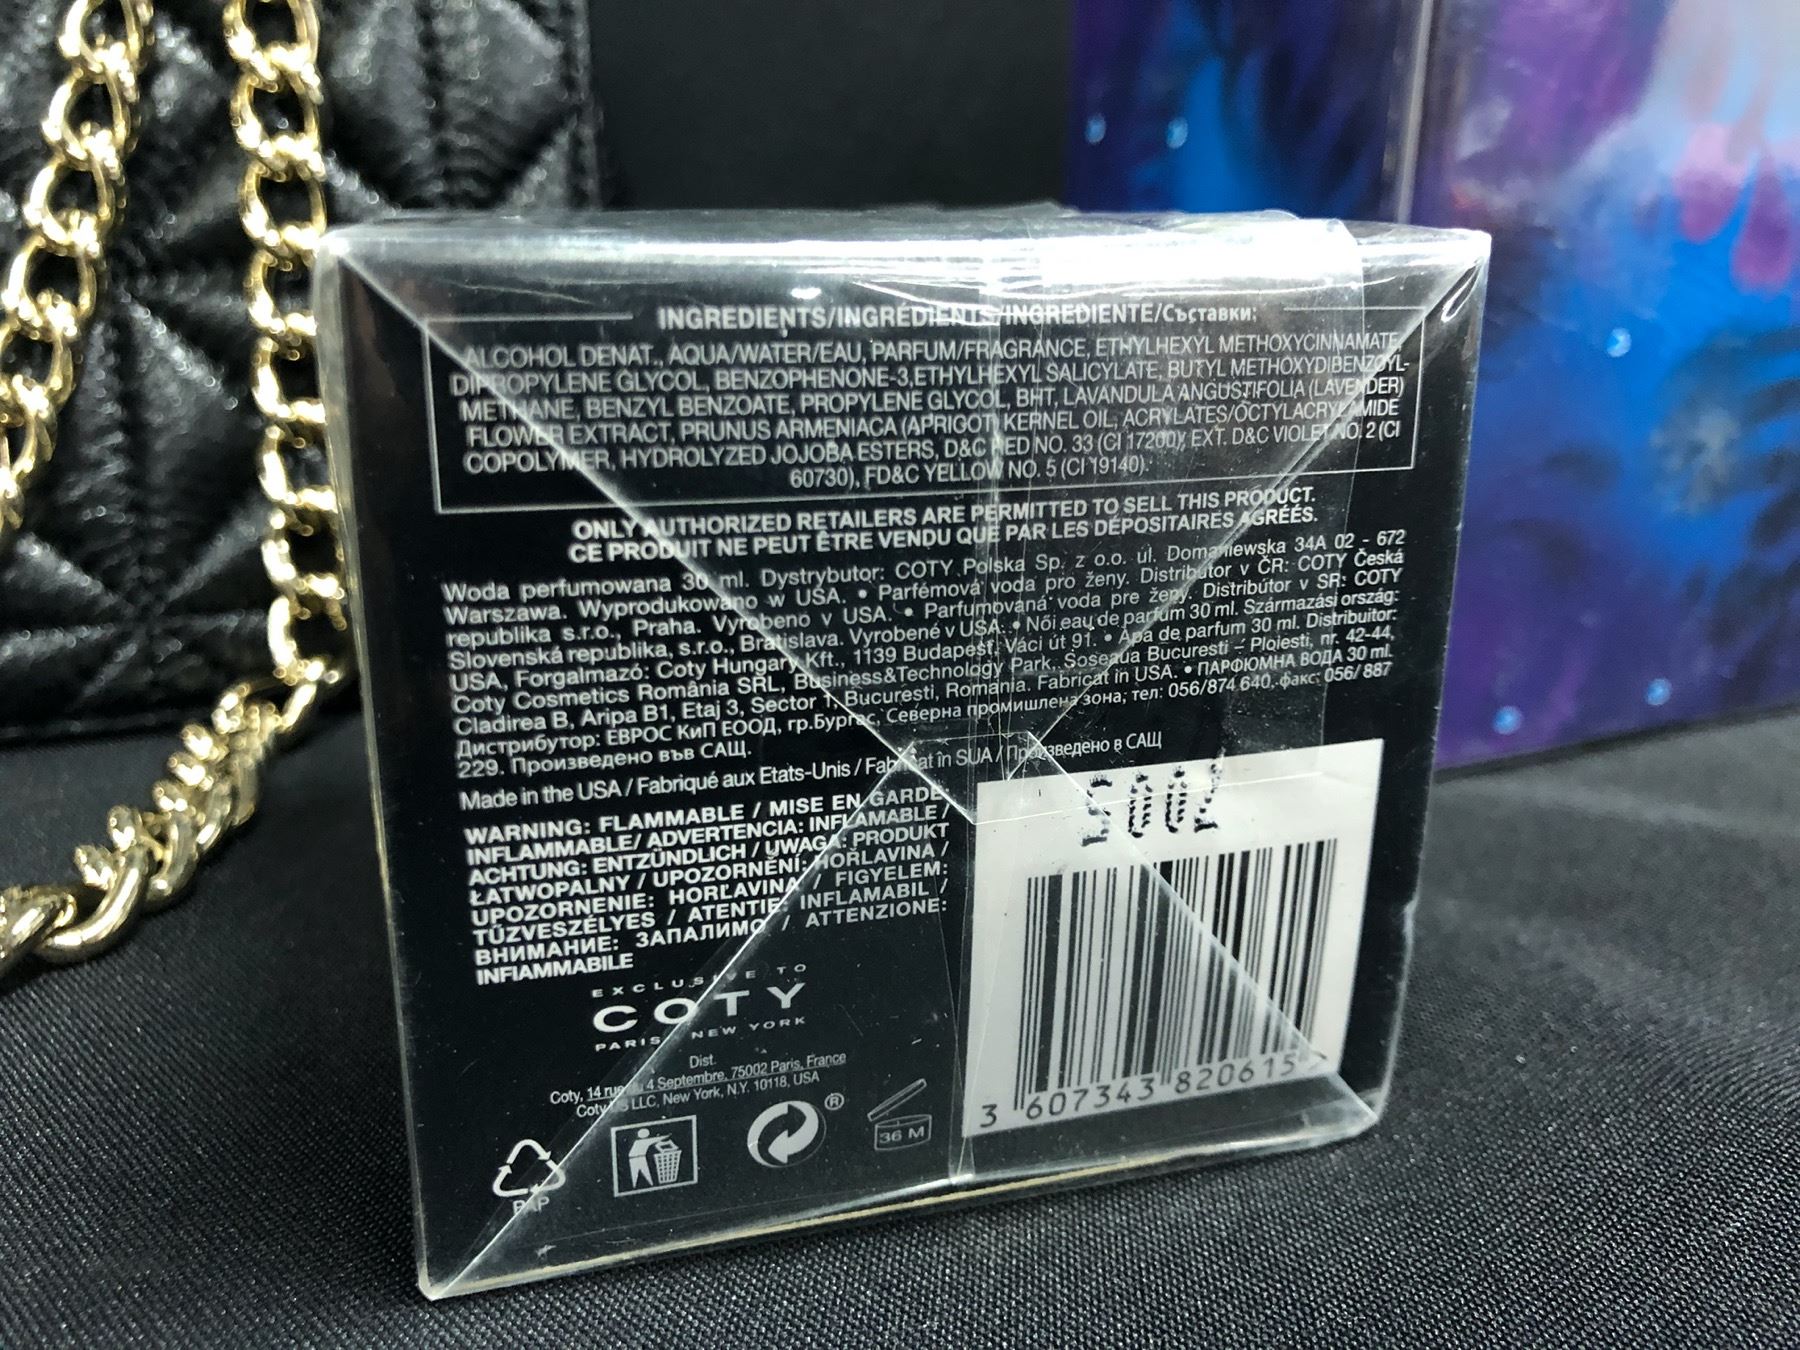 INGREDIENTS/INGRÉDIENTS/INGREDIENTE/Съставки:
ALCOHOL DENAT., AQUA/WATER/EAU, PARFUM/FRAGRANCE, ETHYLHEXYL METHOXYCINNAMATE,
DIPROPYLENE GLYCOL, BENZOPHENONE-3,ETHYLHEXYL SALICYLATE, BUTYL METHOXYDIBENZOYL-
METHANE, BENZYL BENZOATE, PROPYLENE GLYCOL, BHT, LAVANDULA ANGUSTIFOLIA (LAVENDER)
FLOWER EXTRACT, PRUNUS ARMENIACA (APRICOT) KERNEL OIL, ACRYLATES/OCTYLACRYLAMIDE
COPOLYMER, HYDROLYZED JOJOBA ESTERS, D&C RED NO. 33 (CI 17200), EXT. D&C VIOLET NO. 2 (CI
60730), FD&C YELLOW NO. 5 (CI 19140).
ONLY AUTHORIZED RETAILERS ARE PERMITTED TO SELL THIS PRODUCT.
CE PRODUIT NE PEUT ÊTRE VENDU QUE PAR LES DÉPOSITAIRES AGRÉÉS.
Woda perfumowana 30 ml. Dystrybutor: COTY Polska Sp. z o.o. ul. Domaniewska 34A 02 - 672
Warszawa. Wyprodukowano w USA. • Parfémová voda pro ženy. Distribútor v ČR: COTY Česká
republika s.r.o., Praha. Vyrobeno v USA. • Parfumovaná voda pre ženy. Distribútor v SR: COTY
Slovenská republika, s.r.o., Bratislava. Vyrobené v USA. • Női eau de parfum 30 ml. Származási ország:
USA, Forgalmazó: Coty Hungary Kft., 1139 Budapest, Váci út 91. • Apa de parfum 30 ml. Distribuitor:
Coty Cosmetics România SRL, Business&Technology Park, Soseaua Bucuresti – Ploiesti, nr. 42-44,
Cladirea B, Aripa B1, Etaj 3, Sector 1, Bucuresti, Romania. Fabricat in USA. • ПАРФЮМНА ВОДА 30 ml.
Дистрибутор: ЕВРОС КиП ЕООД, гр.Бургас, Северна промишлена зона; тел: 056/874 640, факс: 056/ 887
229. Произведено във САЩ.
Made in the USA / Fabriqué aux Etats-Unis / Fabricat in SUA / Произведено в САЩ
WARNING: FLAMMABLE / MISE EN GARDE
INFLAMMABLE/ ADVERTENCIA: INFLAMABLE /
ACHTUNG: ENTZÜNDLICH / UWAGA: PRODUKT
ŁATWOPALNY / UPOZORNĚNÍ: HOŘLAVINA /
UPOZORNENIE: HORĽAVINA / FIGYELEM:
TŰZVESZÉLYES / ATENTIE: INFLAMABIL /
ВНИМАНИЕ: ЗАПАЛИМО / ATTENZIONE:
INFIAMMABILE
5002
EXCLUSIVE TO
COTY
PARIS NEW YORK
Dist.
Coty, 14 rue du 4 Septembre, 75002 Paris, France
Coty US LLC, New York, N.Y. 10118, USA
3 607343 820615 >
PAP
®
36 M